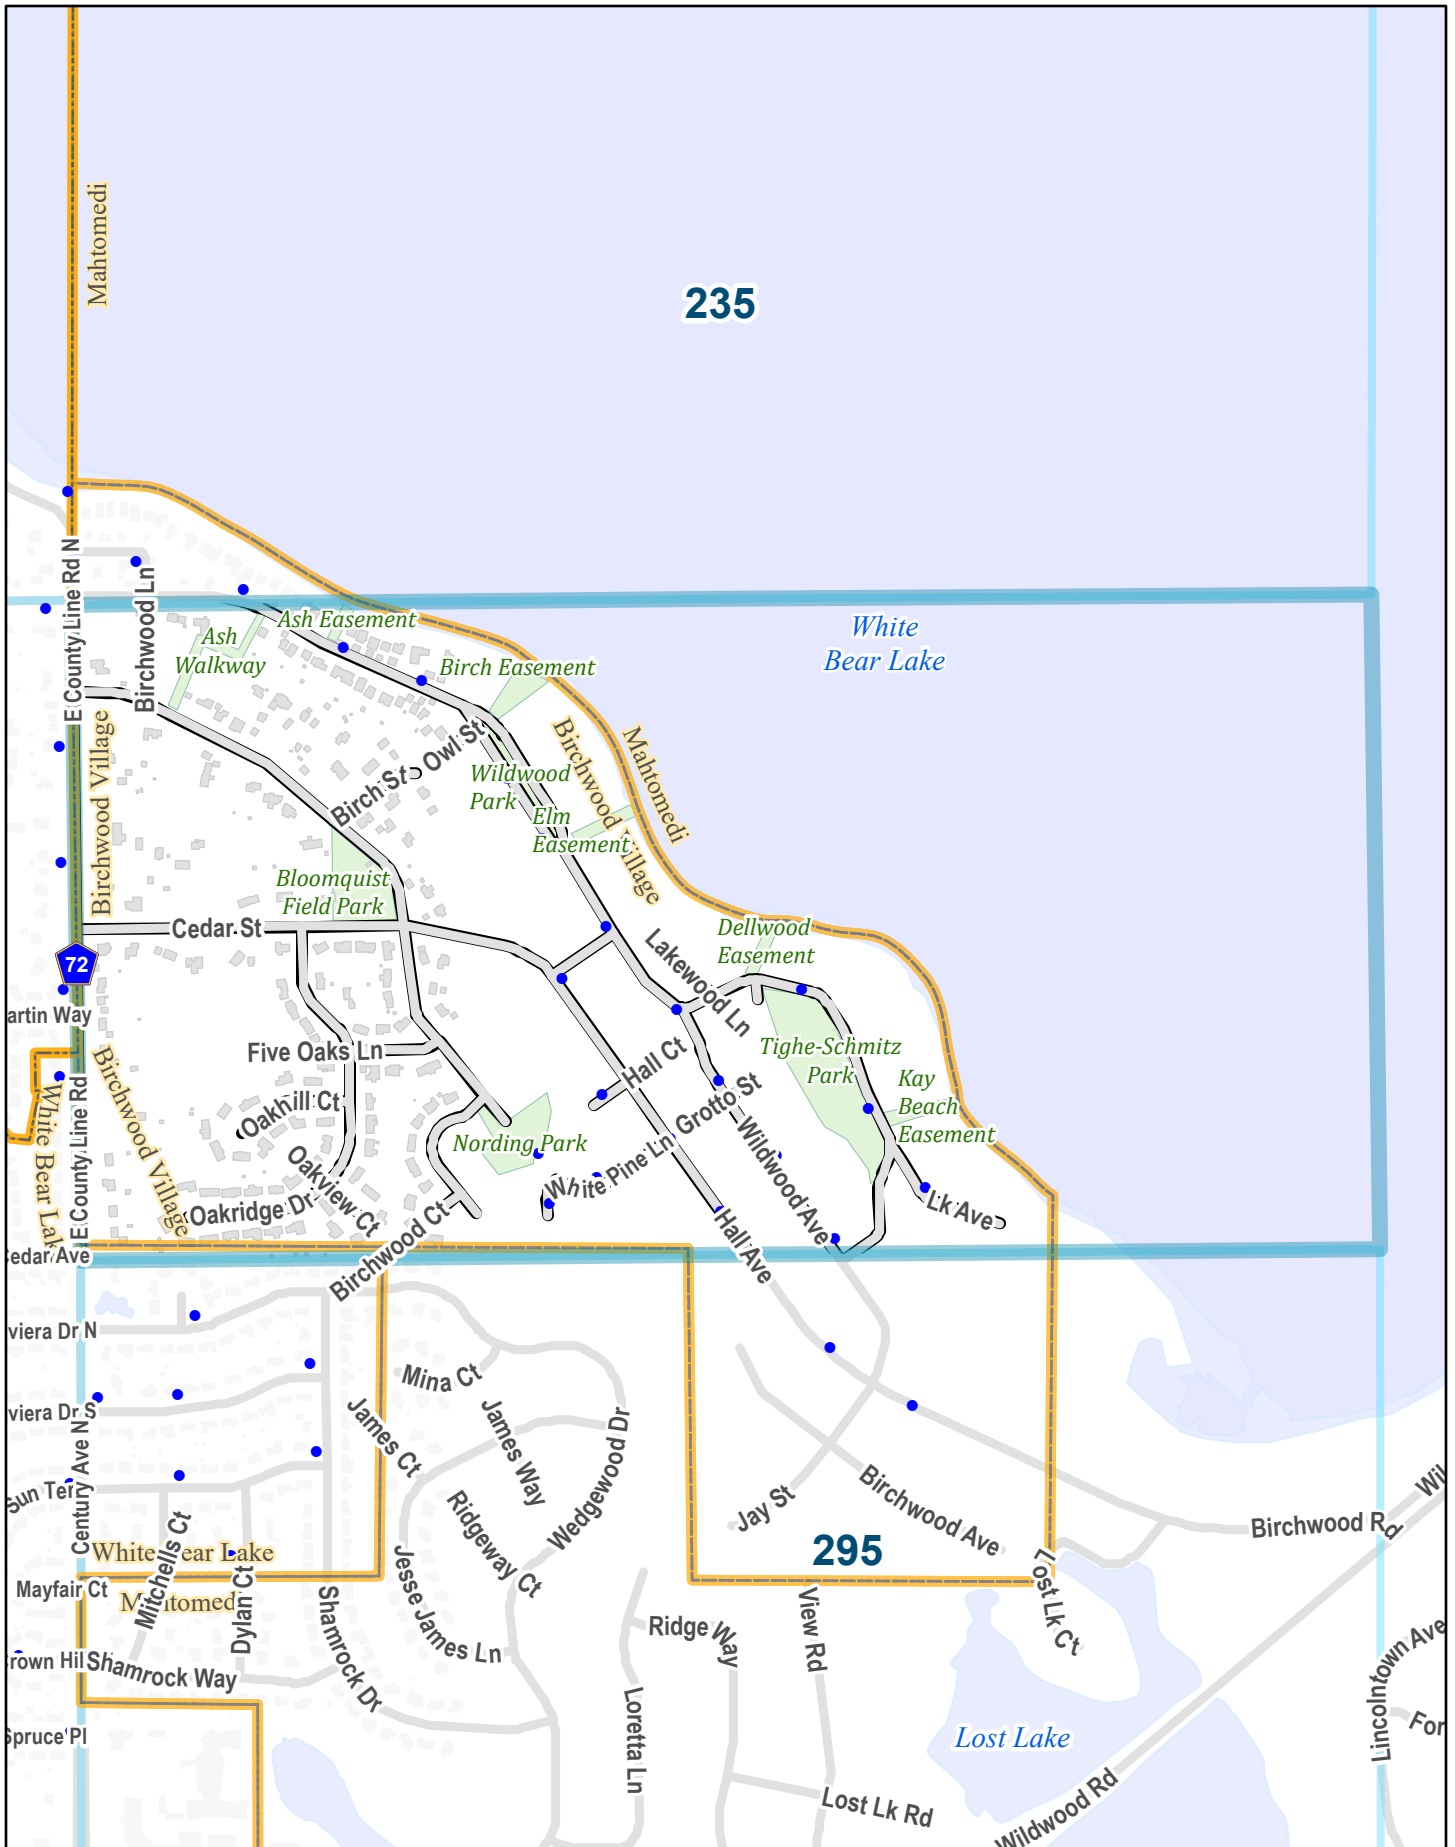 Mahtomedi
235
E County Line Rd N
Birchwood Ln
Ash
Walkway
Ash Easement
Birch Easement
White
Bear Lake
Birchwood Village
Owl St
Birch St
Wildwood
Park
Elm
Easement
Birchwood Village
Mahtomedi
Bloomquist
Field Park
Cedar St
Dellwood
Easement
Lakewood Ln
72
artin Way
Five Oaks Ln
Hall Ct
Tighe-Schmitz
Park
Kay
Beach
Easement
Oakhill Ct
Grotto St
Nording Park
White Pine Ln
Wildwood Ave
White Bear Lak
E County Line Rd
Birchwood Village
Oakview Ct
Oakridge Dr
Birchwood Ct
Lk Ave
Hall Ave
Cedar Ave
viera Dr N
Mina Ct
James Ct
James Way
Wedgewood Dr
viera Dr S
Century Ave N
Sun Ter
Ridgeway Ct
Jay St
Birchwood Ave
Birchwood Rd
Wil
295
Mitchells Ct
White Bear Lake
Mayfair Ct
Mahtomedi
Dylan Ct
Shamrock Dr
Jesse James Ln
Lost Lk Ct
Ridge Way
View Rd
rown Hil
Shamrock Way
Loretta Ln
Lincolntown Ave
For
Spruce Pl
Lost Lake
Lost Lk Rd
Wildwood Rd